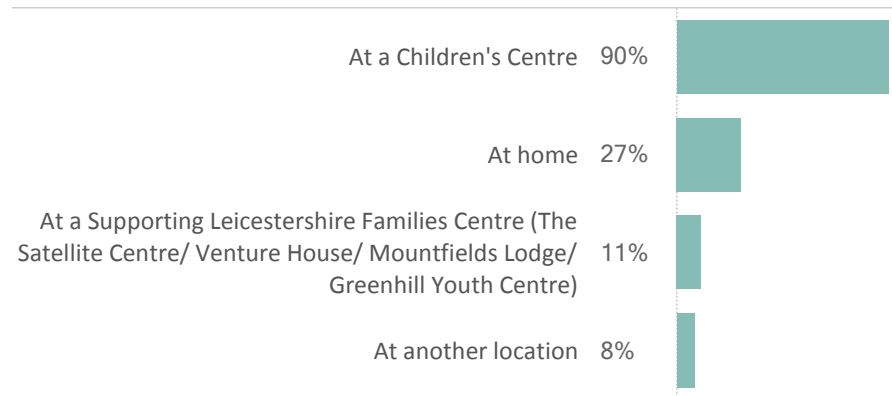 At a Children's Centre 90%
At home 27%
At a Supporting Leicestershire Families Centre (The
Satellite Centre/ Venture House/ Mountfields Lodge/ 11%
Greenhill Youth Centre)
At another location 8%